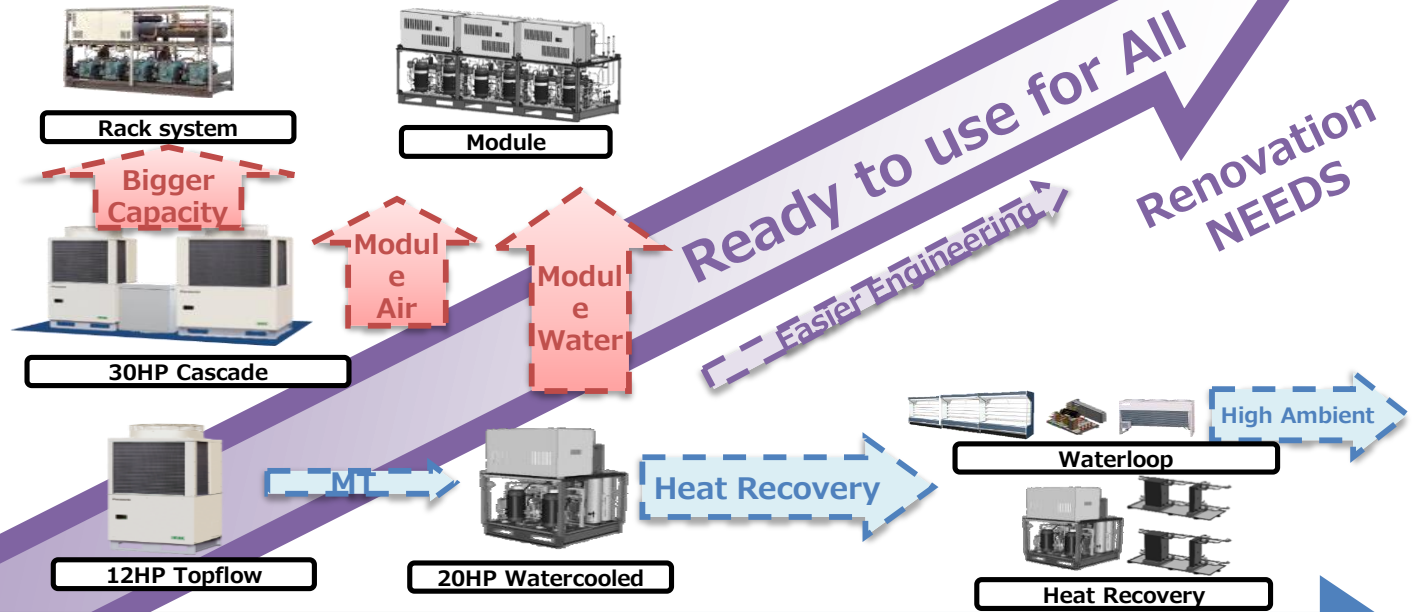 Rack system
Module
Bigger
Capacity
Modul
e
Air
Modul
e
Water
Ready to use for All
Renovation
NEEDS
Easier Engineering
30HP Cascade
High Ambient
Waterloop
MT
Heat Recovery
12HP Topflow
20HP Watercooled
Heat Recovery